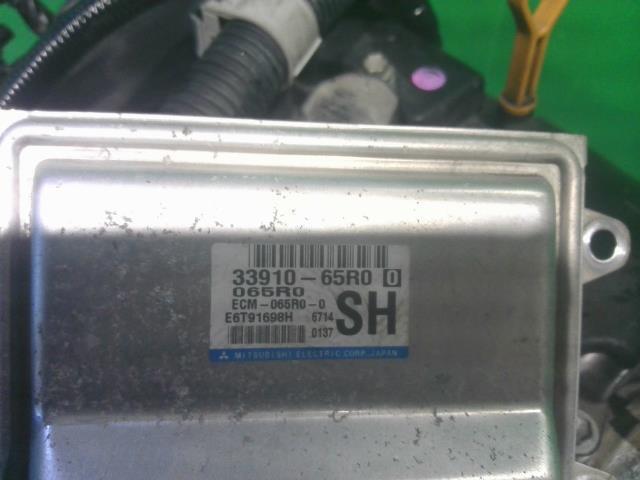 33910-65R0 0
065R0
ECM-065R0-0
E6T91698H 6714
SH
0137
MITSUBISHI ELECTRIC CORP. JAPAN